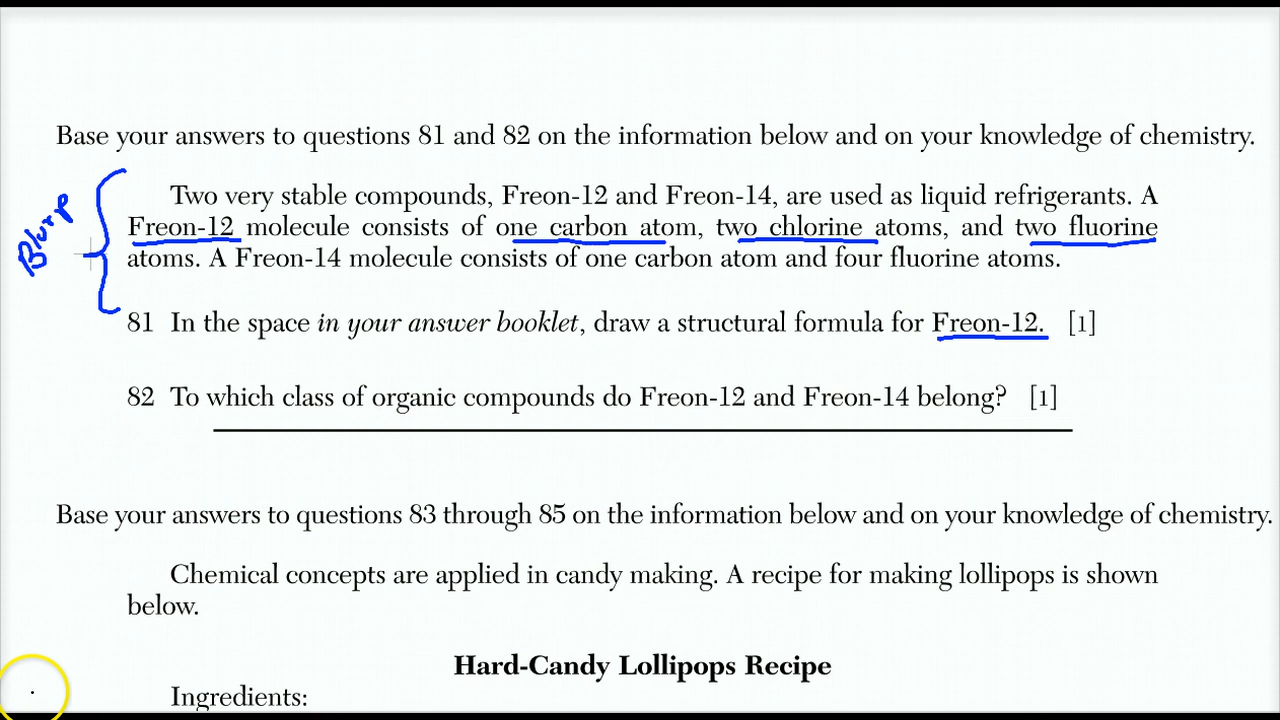 Base your answers to questions 81 and 82 on the information below and on your knowledge of chemistry.
Two very stable compounds, Freon-12 and Freon-14, are used as liquid refrigerants. A
Freon-12 molecule consists of one carbon atom, two chlorine atoms, and two fluorine
atoms. A Freon-14 molecule consists of one carbon atom and four fluorine atoms.
Blurp
81 In the space in your answer booklet, draw a structural formula for Freon-12. [1]
82 To which class of organic compounds do Freon-12 and Freon-14 belong? [1]
Base your answers to questions 83 through 85 on the information below and on your knowledge of chemistry.
Chemical concepts are applied in candy making. A recipe for making lollipops is shown
below.
Hard-Candy Lollipops Recipe
Ingredients: